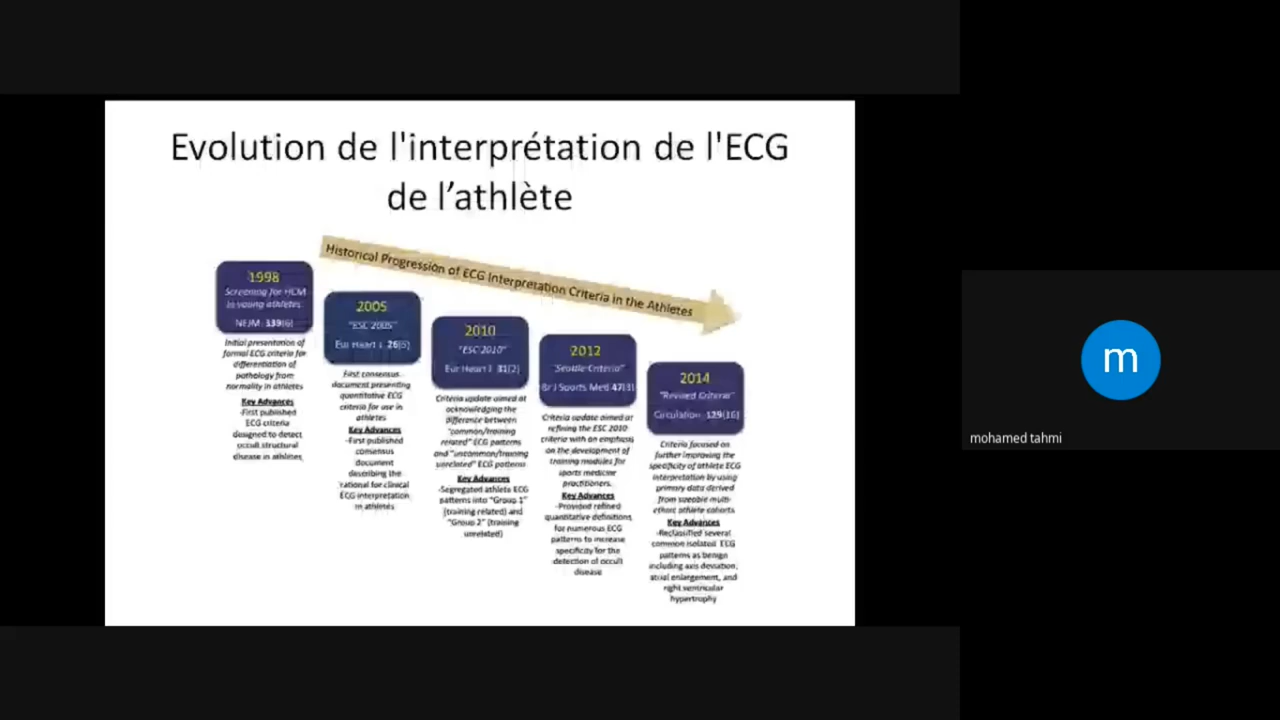 Evolution de l'interprétation de l'ECG
de l’athlète
Historical Progression of ECG Interpretation Criteria in the Athletes
1998
Screening for HCM
in young athletes
NEJM 339(6)
Initial presentation of
formal ECG criteria for
differentiation of
pathology from
normality in athletes
Key Advances
-First published
ECG criteria
designed to detect
occult structural
disease in athletes
2005
"ESC 2005"
Eur Heart J 26(5)
First consensus
document presenting
quantitative ECG
criteria for use in
athletes
Key Advances
-First published
consensus
document
describing the
rational for clinical
ECG interpretation
in athletes
2010
"ESC 2010"
Eur Heart J 31(2)
Criteria update aimed at
acknowledging the
difference between
"common/training
related" ECG patterns
and "uncommon/training
unrelated" ECG patterns
Key Advances
-Segregated athlete ECG
patterns into "Group 1"
(training related) and
"Group 2" (training
unrelated)
2012
"Seattle Criteria"
Br J Sports Med 47(3)
Criteria update aimed at
refining the ESC 2010
criteria with an emphasis
on the development of
training modules for
sports medicine
practitioners.
Key Advances
-Provided refined
quantitative definitions
for numerous ECG
patterns to increase
specificity for the
detection of occult
disease
2014
"Revised Criteria"
Circulation 129(16)
Criteria focused on
further improving the
specificity of athlete ECG
interpretation by using
primary data derived
from sizeable multi-
ethnic athlete cohorts
Key Advances
-Reclassified several
common isolated ECG
patterns as benign
including axis deviation,
atrial enlargement, and
right ventricular
hypertrophy
m
mohamed tahmi